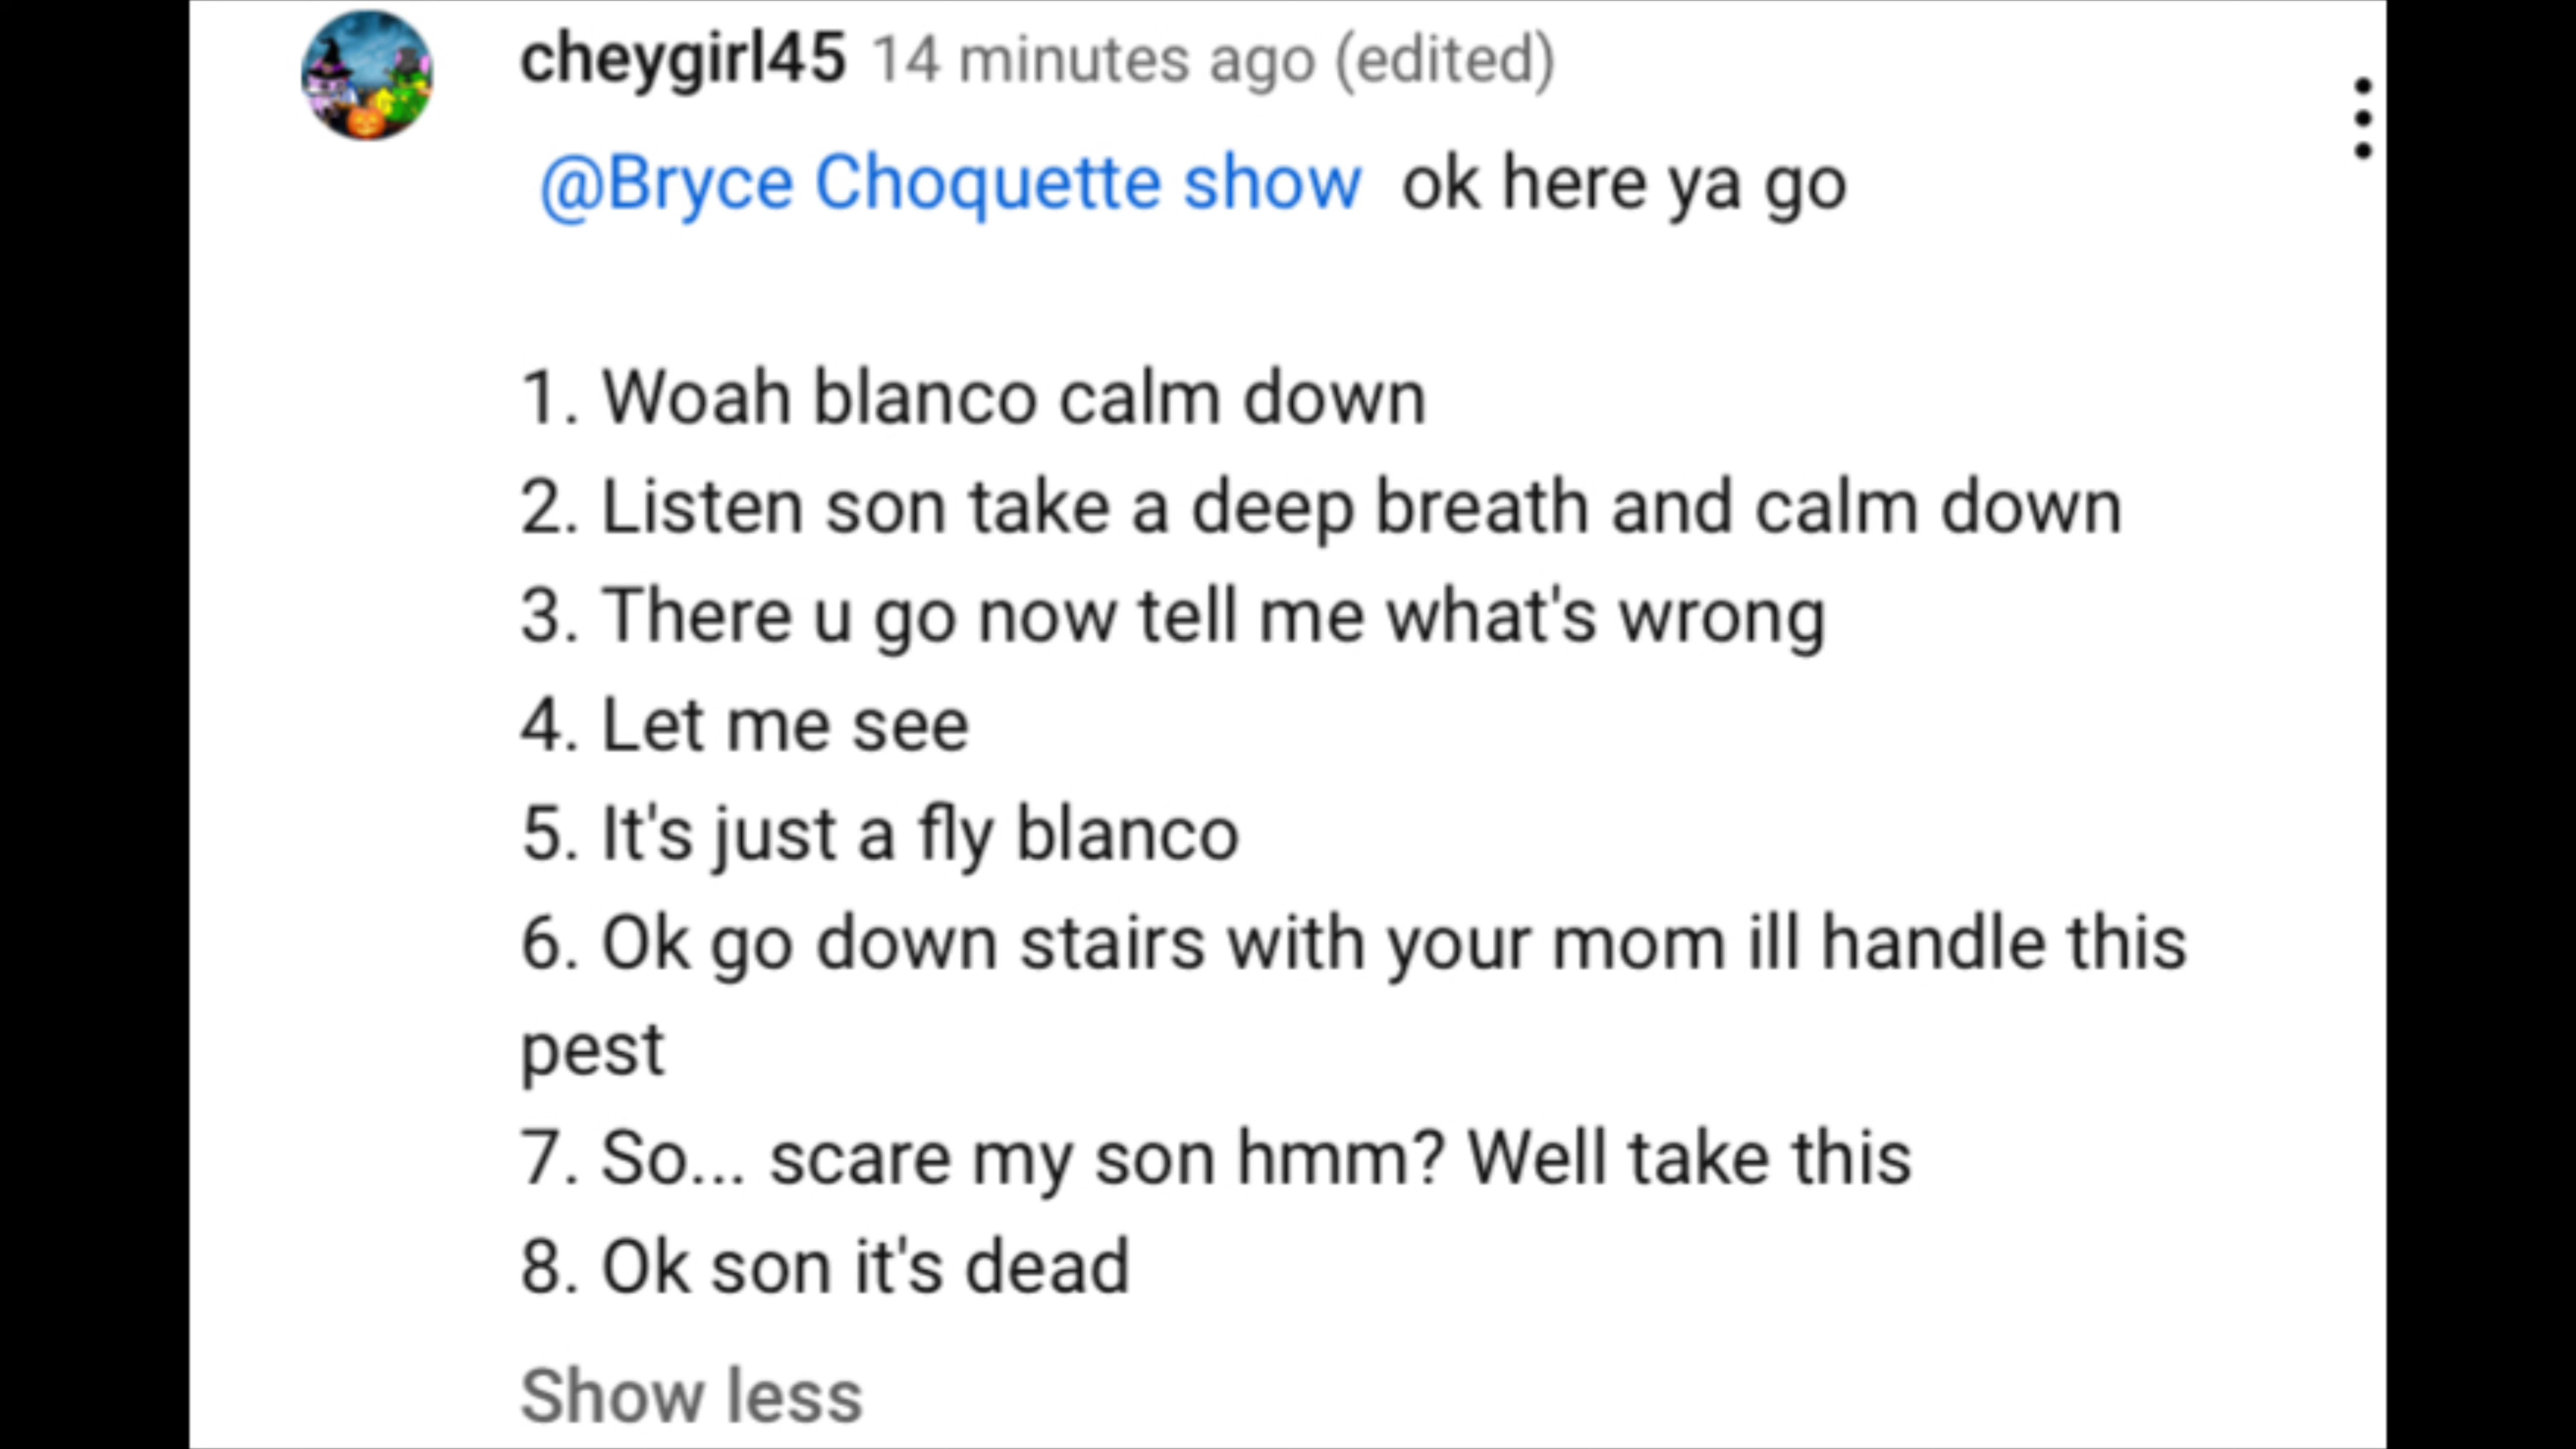 cheygirl45 14 minutes ago (edited)
@Bryce Choquette show ok here ya go
1. Woah blanco calm down
2. Listen son take a deep breath and calm down
3. There u go now tell me what's wrong
4. Let me see
5. It's just a fly blanco
6. Ok go down stairs with your mom ill handle this
pest
7. So... scare my son hmm? Well take this
8. Ok son it's dead
Show less